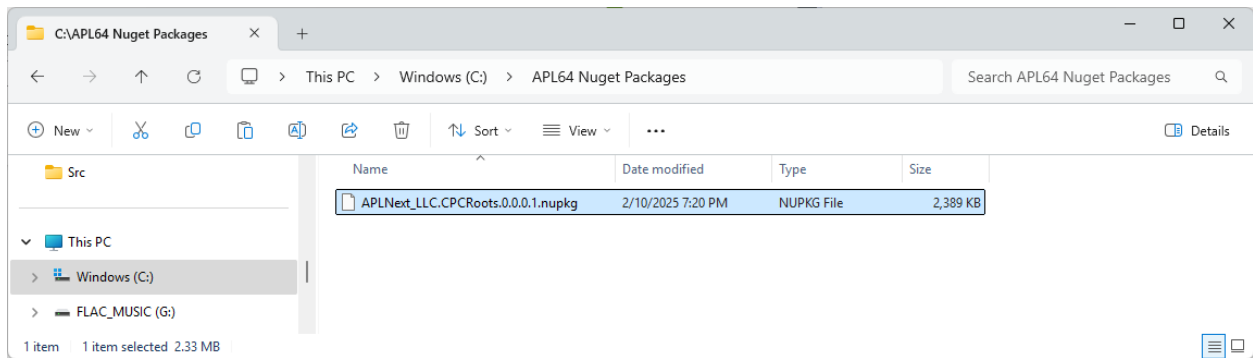 C:\APL64 Nuget Packages
This PC > Windows (C:) > APL64 Nuget Packages
Search APL64 Nuget Packages
New
Sort
View
Details
Src
Name
Date modified
Type
Size
APLNext_LLC.CPCRoots.0.0.0.1.nupkg
2/10/2025 7:20 PM
NUPKG File
2,389 KB
This PC
Windows (C:)
FLAC_MUSIC (G:)
1 item
1 item selected 2.33 MB